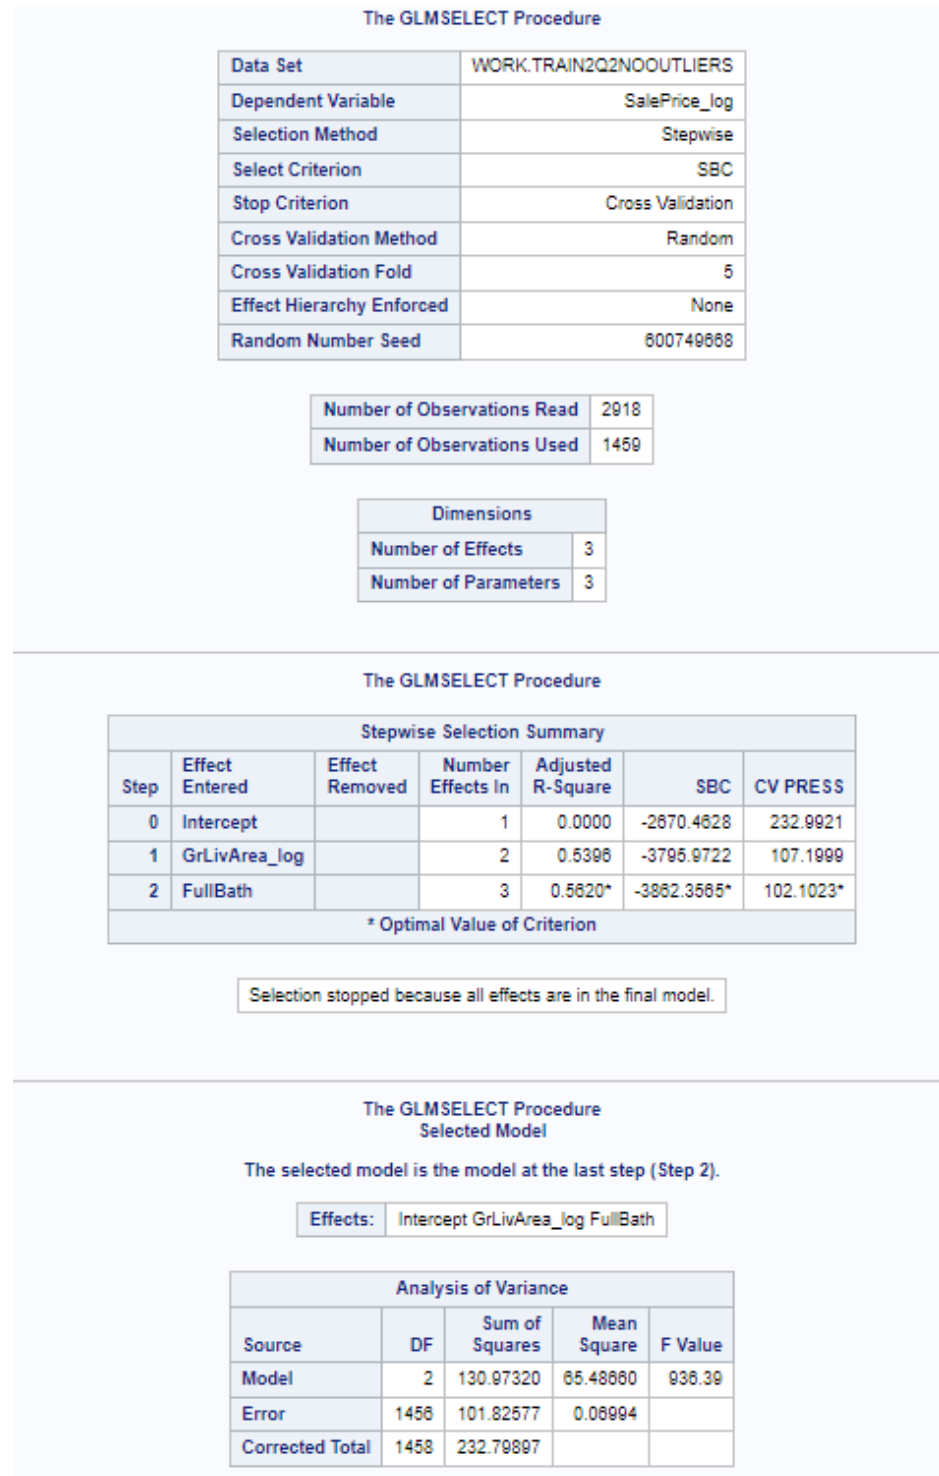 The GLMSELECT Procedure
Data Set WORK.TRAIN2Q2NOOUTLIERS
Dependent Variable SalePrice_log
Selection Method Stepwise
Select Criterion SBC
Stop Criterion Cross Validation
Cross Validation Method Random
Cross Validation Fold 5
Effect Hierarchy Enforced None
Random Number Seed 600749668
Number of Observations Read 2918
Number of Observations Used 1459
Dimensions
Number of Effects 3
Number of Parameters 3
The GLMSELECT Procedure
Stepwise Selection Summary
Step Effect Entered Effect Removed Number Effects In Adjusted R-Square SBC CV PRESS
0 Intercept 1 0.0000 -2670.4628 232.9921
1 GrLivArea_log 2 0.5396 -3795.9722 107.1999
2 FullBath 3 0.5620* -3862.3565* 102.1023*
* Optimal Value of Criterion
Selection stopped because all effects are in the final model.
The GLMSELECT Procedure
Selected Model
The selected model is the model at the last step (Step 2).
Effects: Intercept GrLivArea_log FullBath
Analysis of Variance
Source DF Sum of Squares Mean Square F Value
Model 2 130.97320 65.48660 936.39
Error 1456 101.82577 0.06994
Corrected Total 1458 232.79897